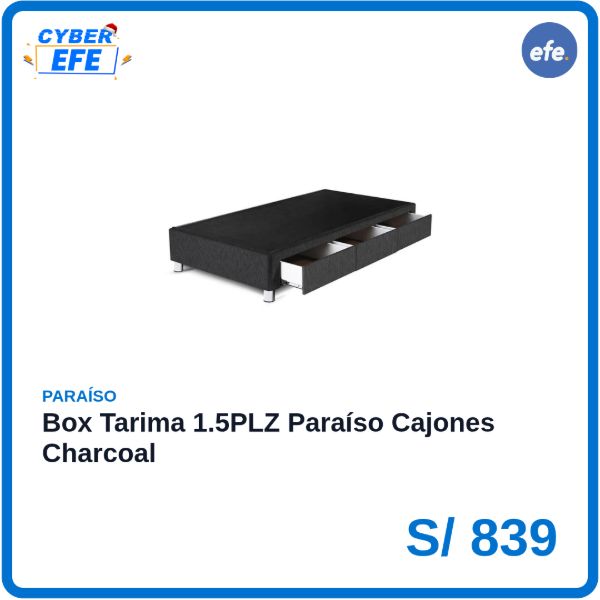 CYBER
EFE
efe.
PARAÍSO
Box Tarima 1.5PLZ Paraíso Cajones
Charcoal
S/ 839